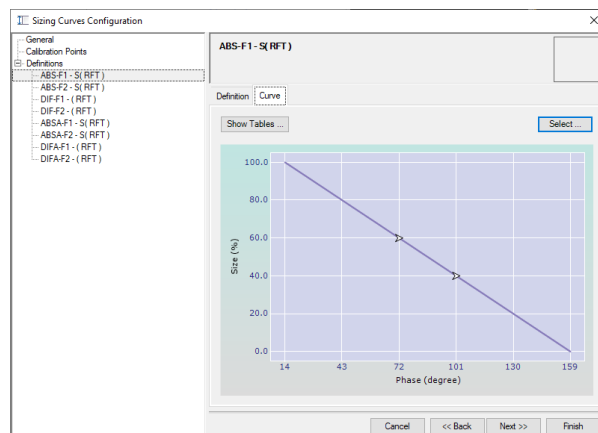 Sizing Curves Configuration
General
Calibration Points
Definitions
ABS-F1 - S( RFT )
ABS-F2 - S( RFT )
DIF-F1 - ( RFT )
DIF-F2 - ( RFT )
ABSA-F1 - S( RFT )
ABSA-F2 - S( RFT )
DIFA-F1 - ( RFT )
DIFA-F2 - ( RFT )
ABS-F1 - S( RFT )
Definition Curve
Show Tables ... Select ...
100.0
80.0
60.0
40.0
20.0
0.0
Size (%)
14 43 72 101 130 159
Phase (degree)
Cancel << Back Next >> Finish